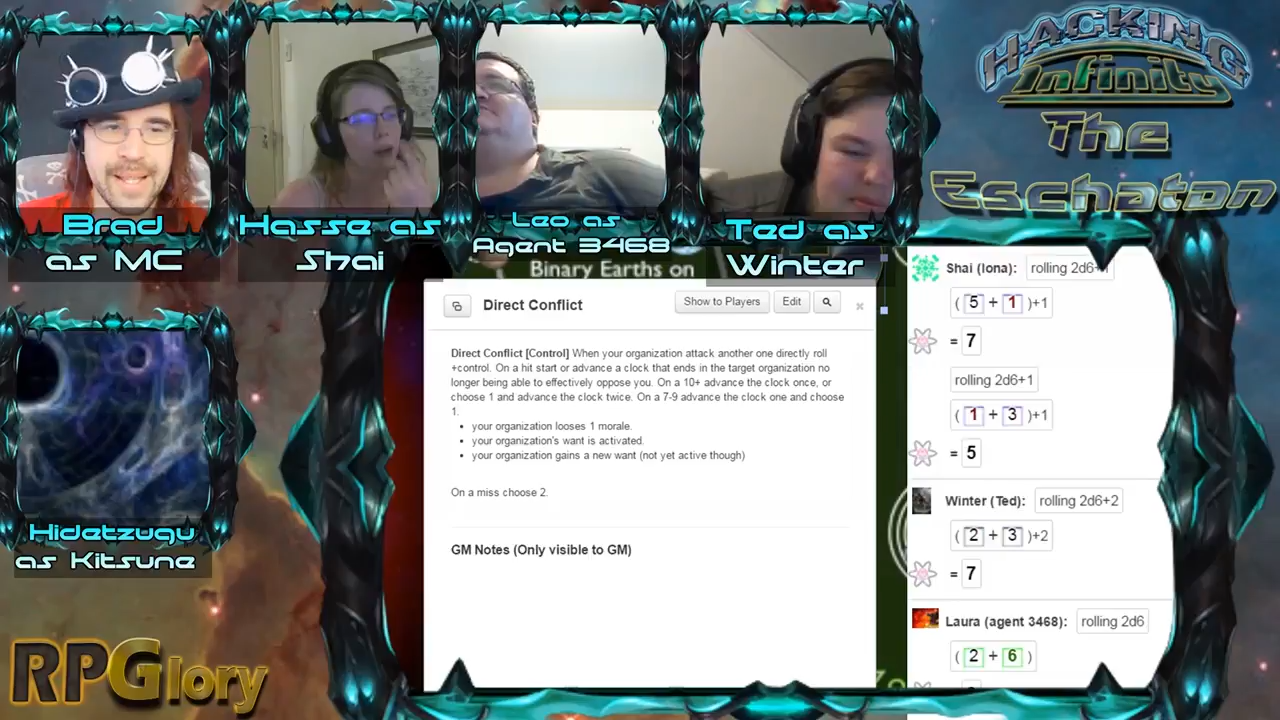 HACKING
Infinity
The
Eschaton
Brad
as MC
Hasse as
Shai
Leo as
Agent 3468
Ted as
Winter
Hidetzugu
as Kitsune
RPGlory
Binary Earths on
Direct Conflict
Show to Players
Edit
×
Direct Conflict [Control] When your organization attack another one directly roll
+control. On a hit start or advance a clock that ends in the target organization no
longer being able to effectively oppose you. On a 10+ advance the clock once, or
choose 1 and advance the clock twice. On a 7-9 advance the clock one and choose
1.
• your organization looses 1 morale.
• your organization's want is activated.
• your organization gains a new want (not yet active though)
On a miss choose 2.
GM Notes (Only visible to GM)
Shai (Iona): rolling 2d6+1
(5 + 1)+1
= 7
rolling 2d6+1
(1 + 3)+1
= 5
Winter (Ted): rolling 2d6+2
(2 + 3)+2
= 7
Laura (agent 3468): rolling 2d6
(2 + 6)